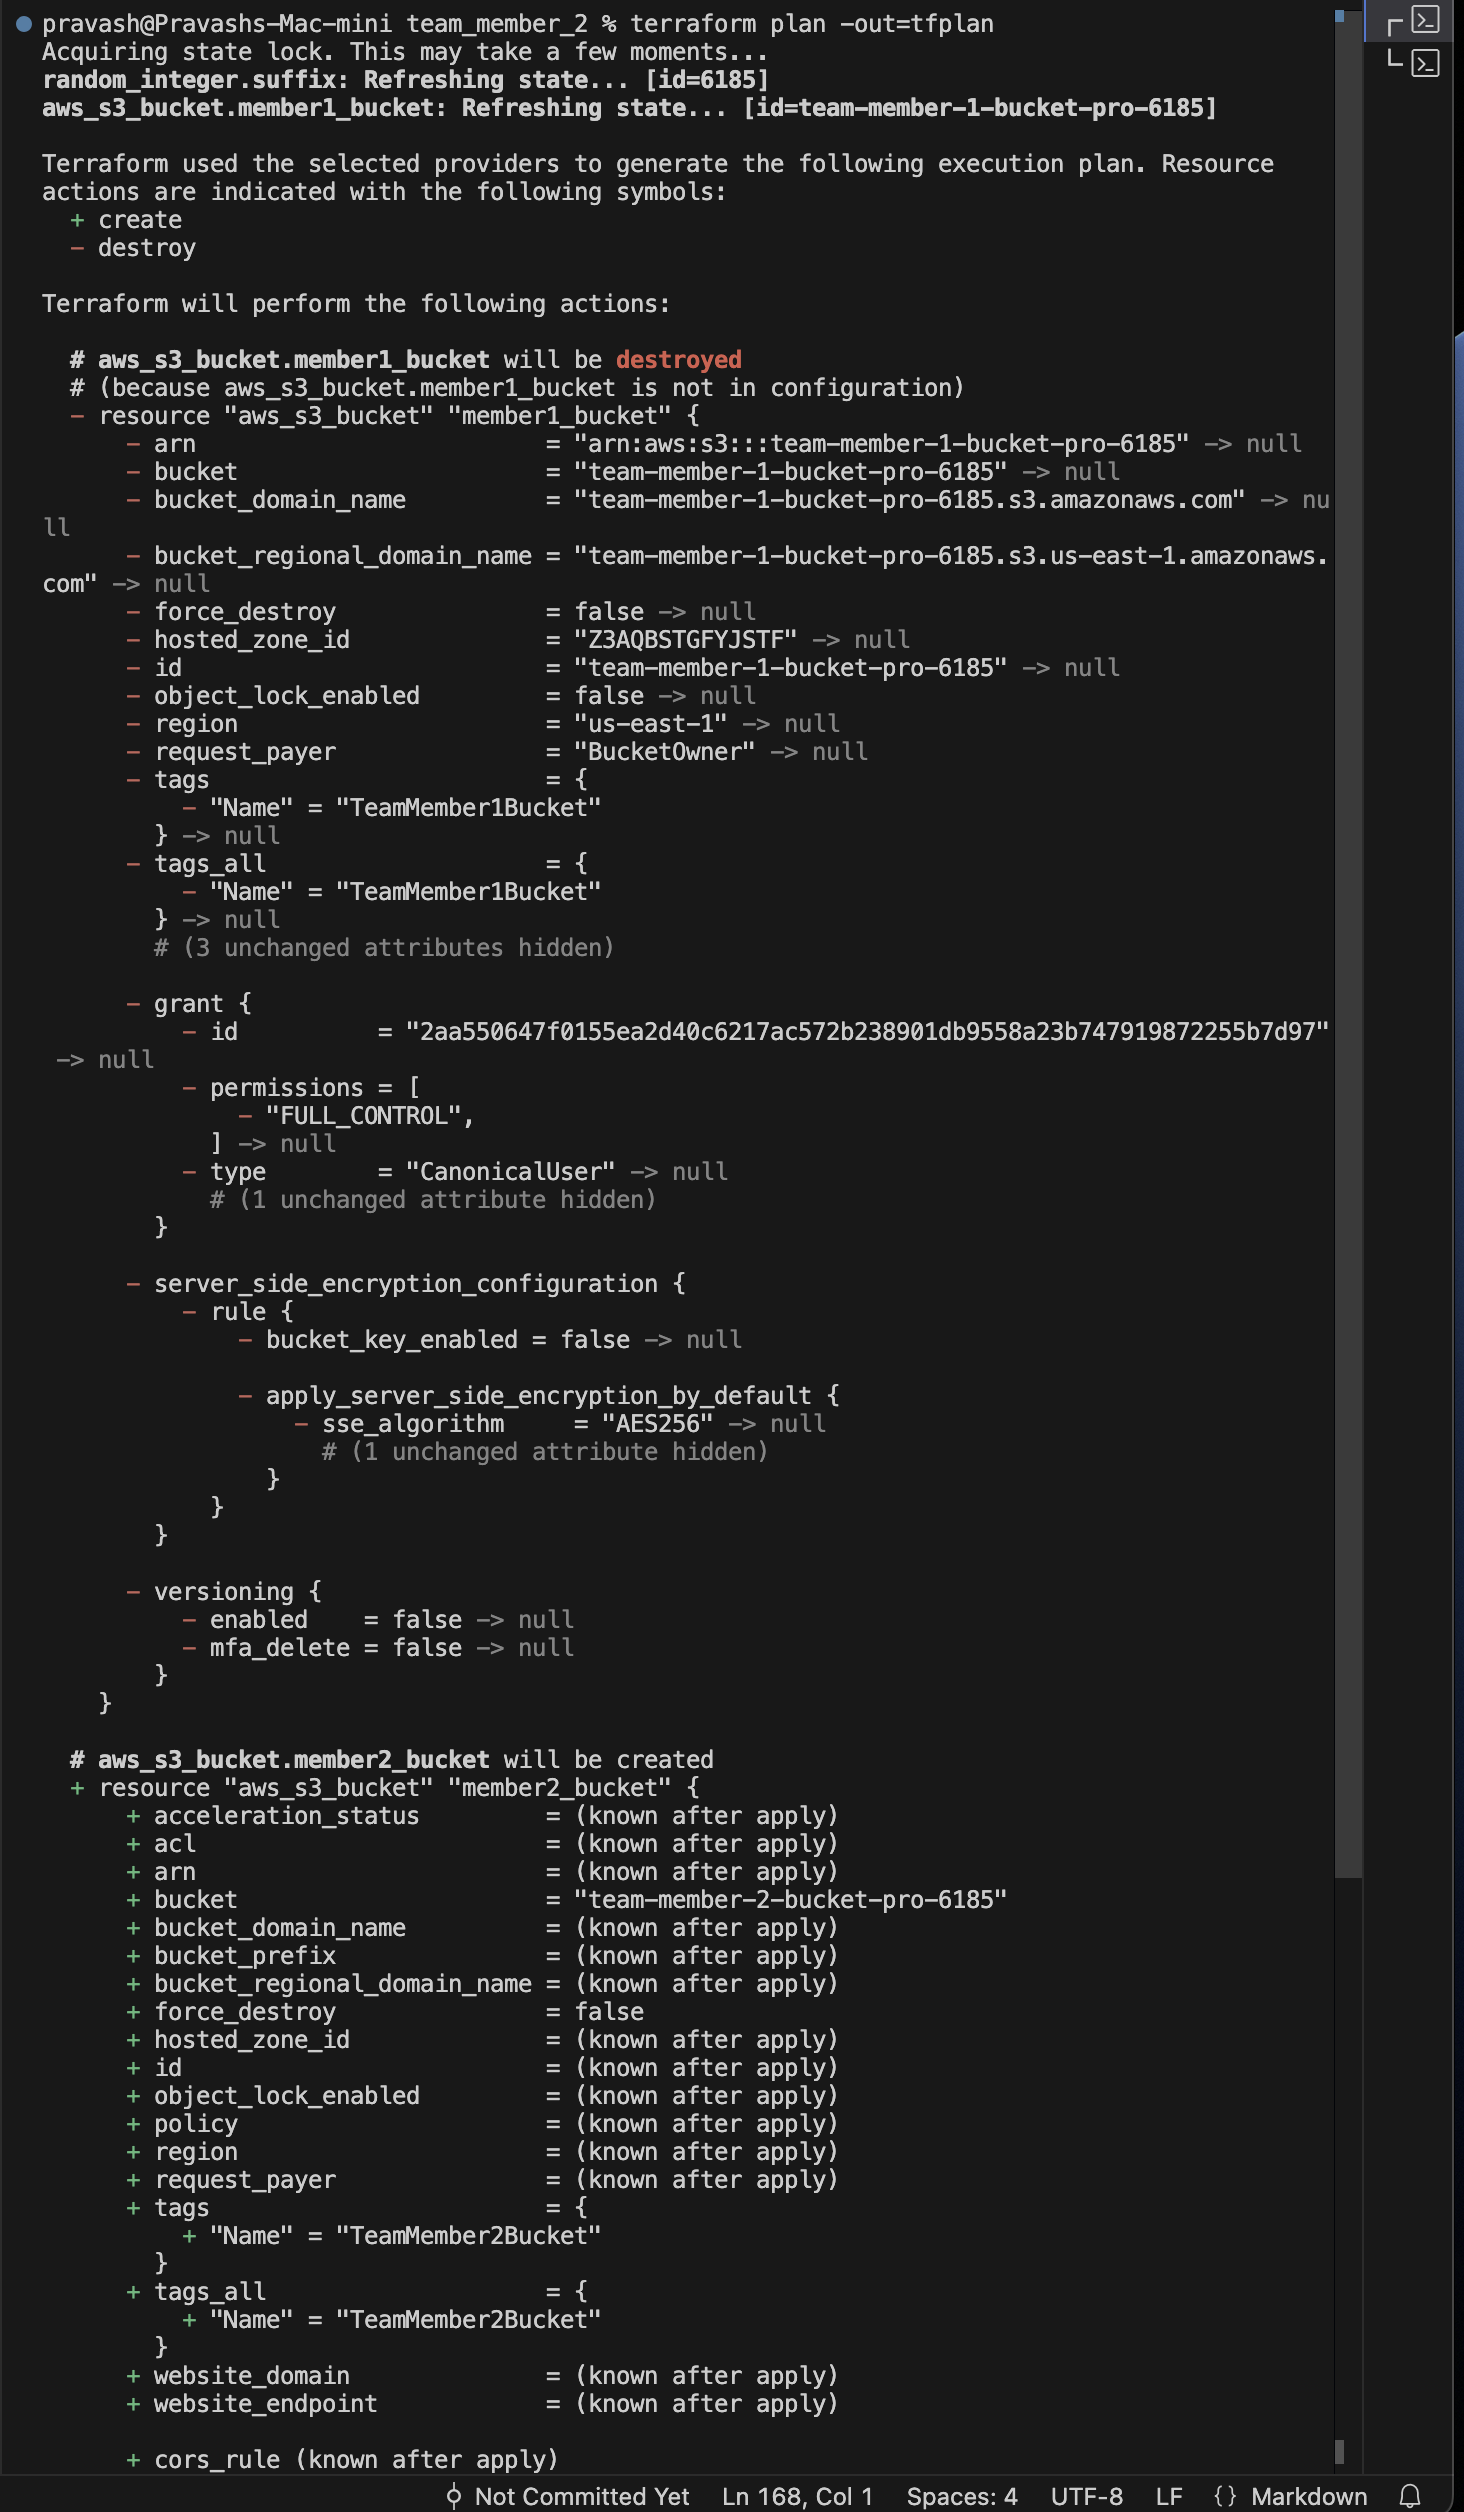 pravash@Pravashs-Mac-mini team_member_2 % terraform plan -out=tfplan
Acquiring state lock. This may take a few moments...
random_integer.suffix: Refreshing state... [id=6185]
aws_s3_bucket.member1_bucket: Refreshing state... [id=team-member-1-bucket-pro-6185]

Terraform used the selected providers to generate the following execution plan. Resource
actions are indicated with the following symbols:
  + create
  - destroy

Terraform will perform the following actions:

  # aws_s3_bucket.member1_bucket will be destroyed
  # (because aws_s3_bucket.member1_bucket is not in configuration)
  - resource "aws_s3_bucket" "member1_bucket" {
      - arn                         = "arn:aws:s3:::team-member-1-bucket-pro-6185" -> null
      - bucket                      = "team-member-1-bucket-pro-6185" -> null
      - bucket_domain_name          = "team-member-1-bucket-pro-6185.s3.amazonaws.com" -> nu
ll
      - bucket_regional_domain_name = "team-member-1-bucket-pro-6185.s3.us-east-1.amazonaws.
com" -> null
      - force_destroy               = false -> null
      - hosted_zone_id              = "Z3AQBSTGFYJSTF" -> null
      - id                          = "team-member-1-bucket-pro-6185" -> null
      - object_lock_enabled         = false -> null
      - region                      = "us-east-1" -> null
      - request_payer               = "BucketOwner" -> null
      - tags                        = {
          - "Name" = "TeamMember1Bucket"
        } -> null
      - tags_all                    = {
          - "Name" = "TeamMember1Bucket"
        } -> null
        # (3 unchanged attributes hidden)

      - grant {
          - id          = "2aa550647f0155ea2d40c6217ac572b238901db9558a23b747919872255b7d97"
 -> null
          - permissions = [
              - "FULL_CONTROL",
            ] -> null
          - type        = "CanonicalUser" -> null
            # (1 unchanged attribute hidden)
        }

      - server_side_encryption_configuration {
          - rule {
              - bucket_key_enabled = false -> null

              - apply_server_side_encryption_by_default {
                  - sse_algorithm     = "AES256" -> null
                    # (1 unchanged attribute hidden)
                }
            }
        }

      - versioning {
          - enabled    = false -> null
          - mfa_delete = false -> null
        }
    }

  # aws_s3_bucket.member2_bucket will be created
  + resource "aws_s3_bucket" "member2_bucket" {
      + acceleration_status         = (known after apply)
      + acl                         = (known after apply)
      + arn                         = (known after apply)
      + bucket                      = "team-member-2-bucket-pro-6185"
      + bucket_domain_name          = (known after apply)
      + bucket_prefix               = (known after apply)
      + bucket_regional_domain_name = (known after apply)
      + force_destroy               = false
      + hosted_zone_id              = (known after apply)
      + id                          = (known after apply)
      + object_lock_enabled         = (known after apply)
      + policy                      = (known after apply)
      + region                      = (known after apply)
      + request_payer               = (known after apply)
      + tags                        = {
          + "Name" = "TeamMember2Bucket"
        }
      + tags_all                    = {
          + "Name" = "TeamMember2Bucket"
        }
      + website_domain              = (known after apply)
      + website_endpoint            = (known after apply)

      + cors_rule (known after apply)
Not Committed Yet   Ln 168, Col 1   Spaces: 4   UTF-8   LF   {} Markdown